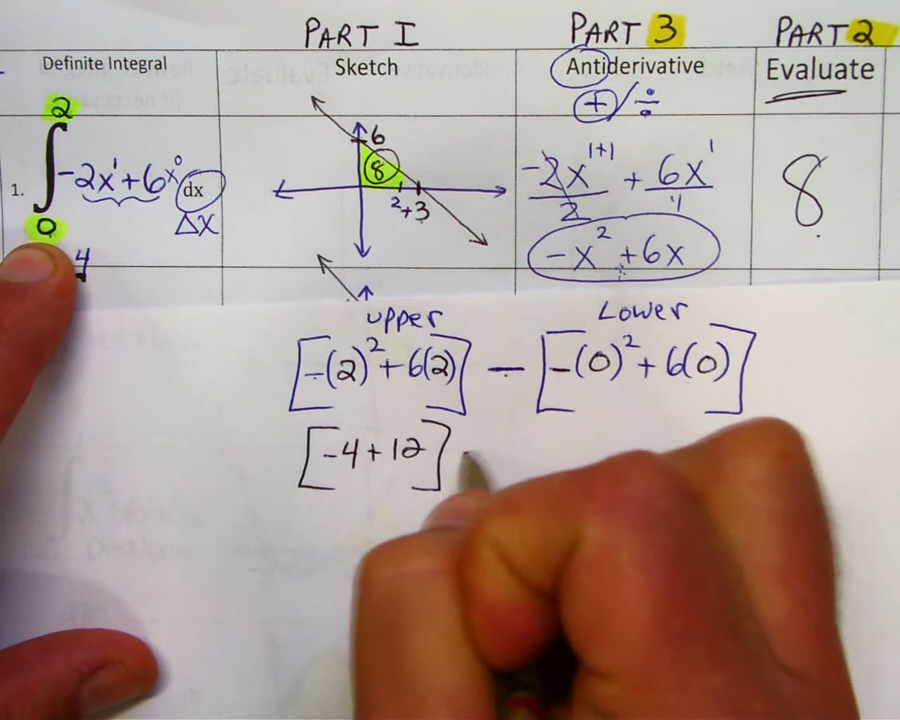 PART I PART 3 PART 2
Definite Integral Sketch Antiderivative Evaluate
+/÷
1. ∫₀² -2x¹+6x⁰ dx
Δx
6
8
2 +3
-2x¹⁺¹/2 + 6x¹/1
-x²+6x
8
4
upper Lower
[-(2)²+6(2)] - [-(0)²+6(0)]
[-4+12]